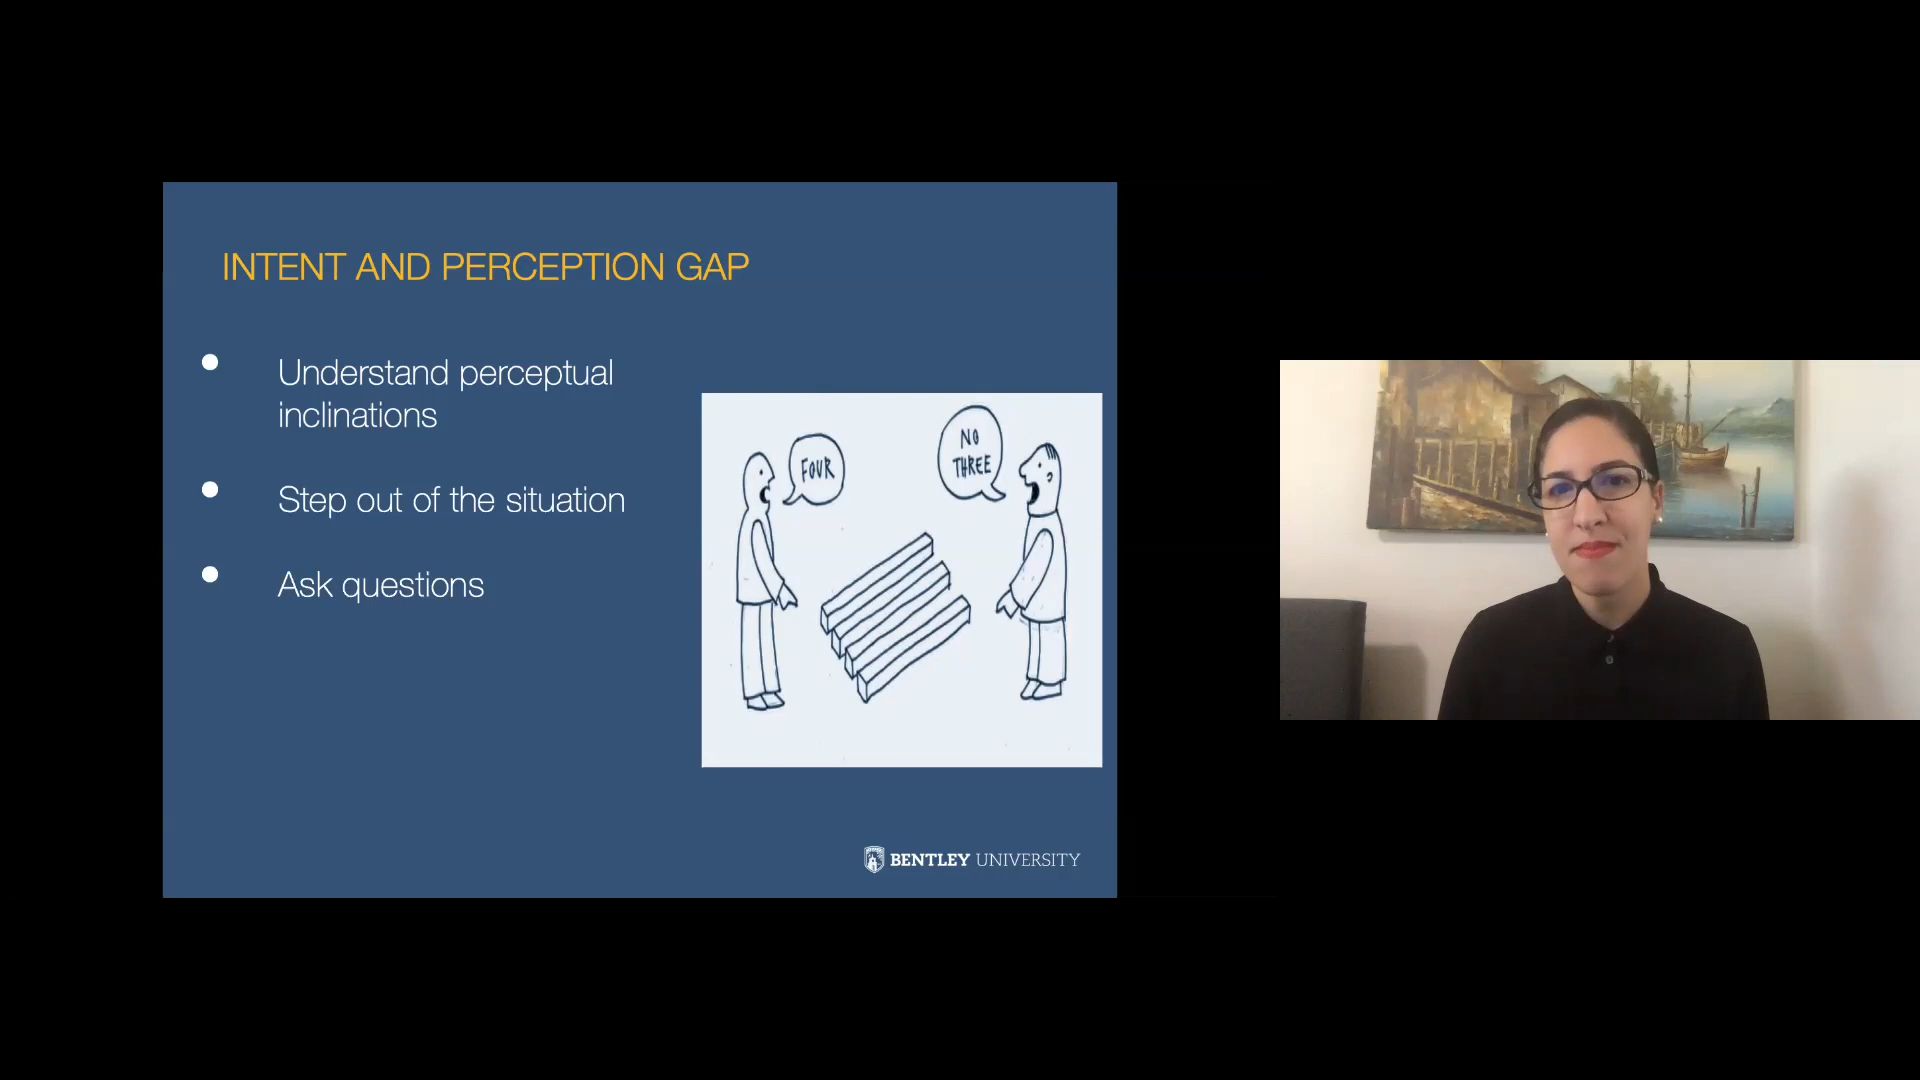 INTENT AND PERCEPTION GAP
Understand perceptual
inclinations
Step out of the situation
Ask questions
FOUR
NO
THREE
BENTLEY UNIVERSITY